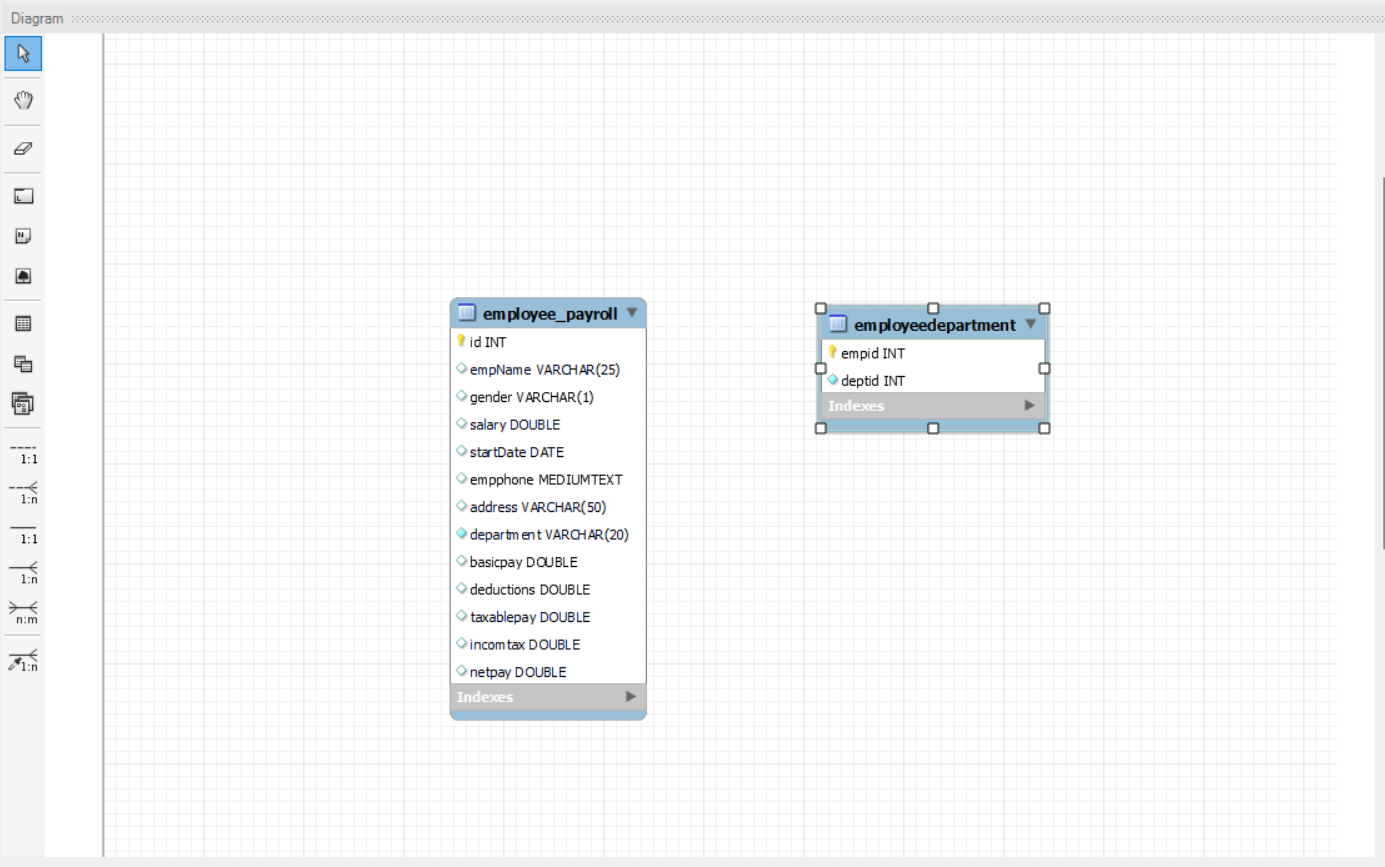 Diagram
employee_payroll
id INT
empName VARCHAR(25)
gender VARCHAR(1)
salary DOUBLE
startDate DATE
empphone MEDIUMTEXT
address VARCHAR(50)
department VARCHAR(20)
basicpay DOUBLE
deductions DOUBLE
taxablepay DOUBLE
incomtax DOUBLE
netpay DOUBLE
Indexes
employeedepartment
empid INT
deptid INT
Indexes
1:1
1:n
1:1
1:n
n:m
1:n